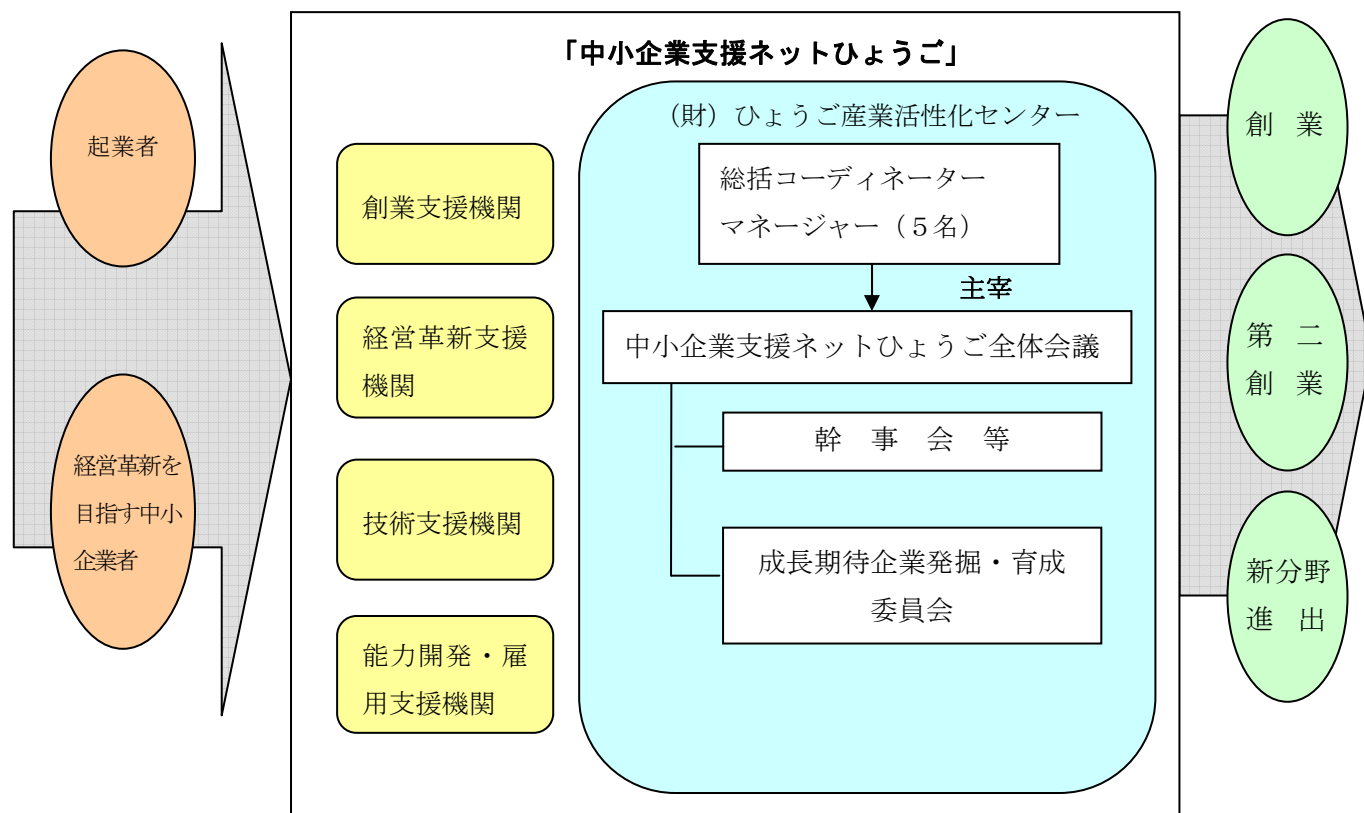 「中小企業支援ネットひょうご」
起業者
経営革新を
目指す中小
企業者
創業支援機関
経営革新支援
機関
技術支援機関
能力開発・雇
用支援機関
（財）ひょうご産業活性化センター
総括コーディネーター
マネージャー（５名）
主宰
中小企業支援ネットひょうご全体会議
幹　事　会　等
成長期待企業発掘・育成
委員会
創　業
第　二
創　業
新分野
進　出